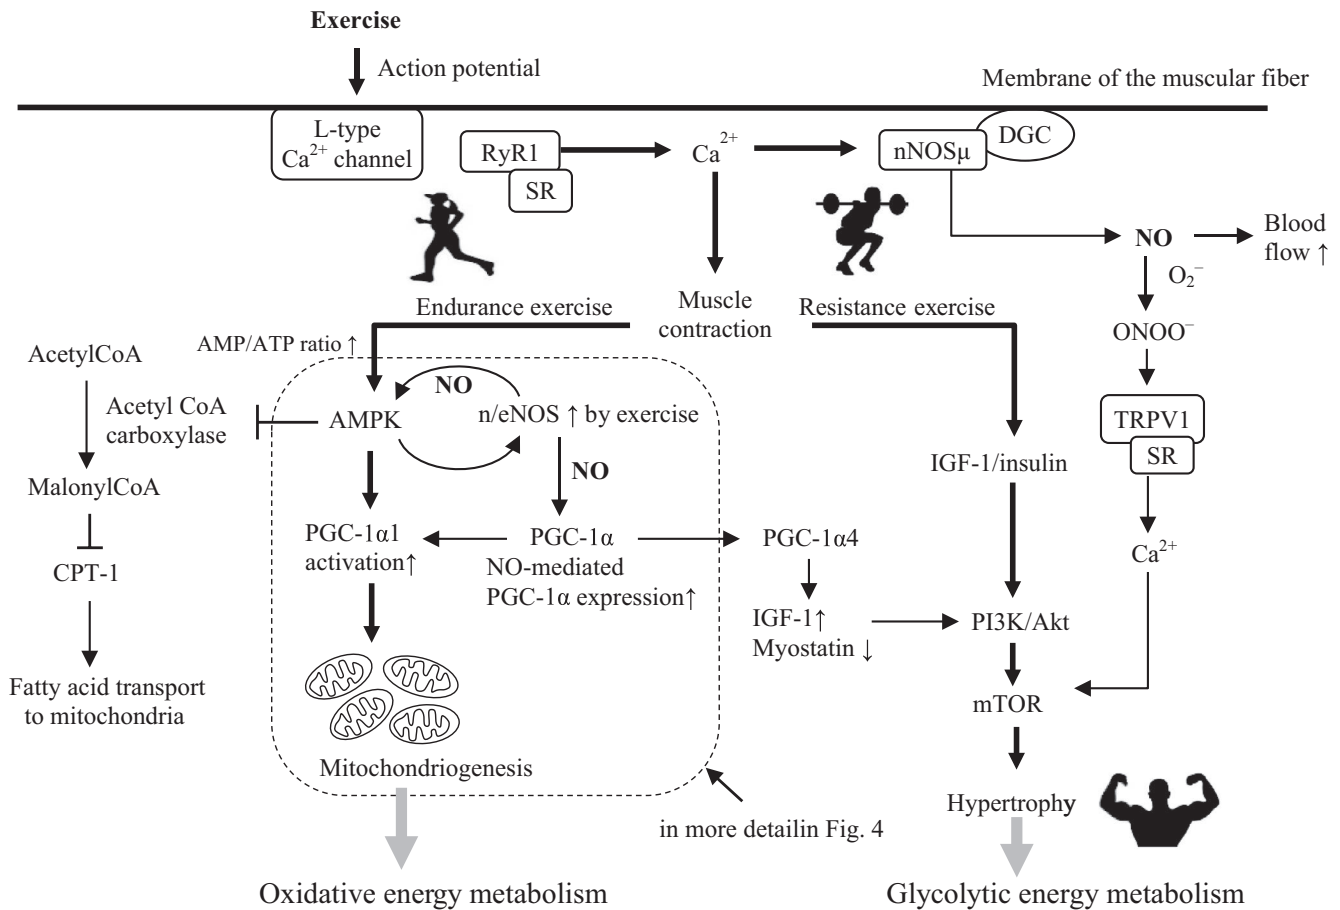 Exercise
Action potential
Membrane of the muscular fiber
L-type
Ca²⁺ channel
RyR1
SR
Ca²⁺
nNOSμ
DGC
NO
Blood
flow ↑
O₂⁻
ONOO⁻
TRPV1
SR
Ca²⁺
Endurance exercise
Muscle
contraction
Resistance exercise
AMP/ATP ratio ↑
AcetylCoA
Acetyl CoA
carboxylase
MalonylCoA
CPT-1
Fatty acid transport
to mitochondria
NO
AMPK
n/eNOS ↑ by exercise
NO
PGC-1α1
activation↑
PGC-1α
NO-mediated
PGC-1α expression↑
PGC-1α4
IGF-1↑
Myostatin ↓
IGF-1/insulin
PI3K/Akt
mTOR
Hypertrophy
Mitochondriogenesis
in more detailin Fig. 4
Oxidative energy metabolism
Glycolytic energy metabolism